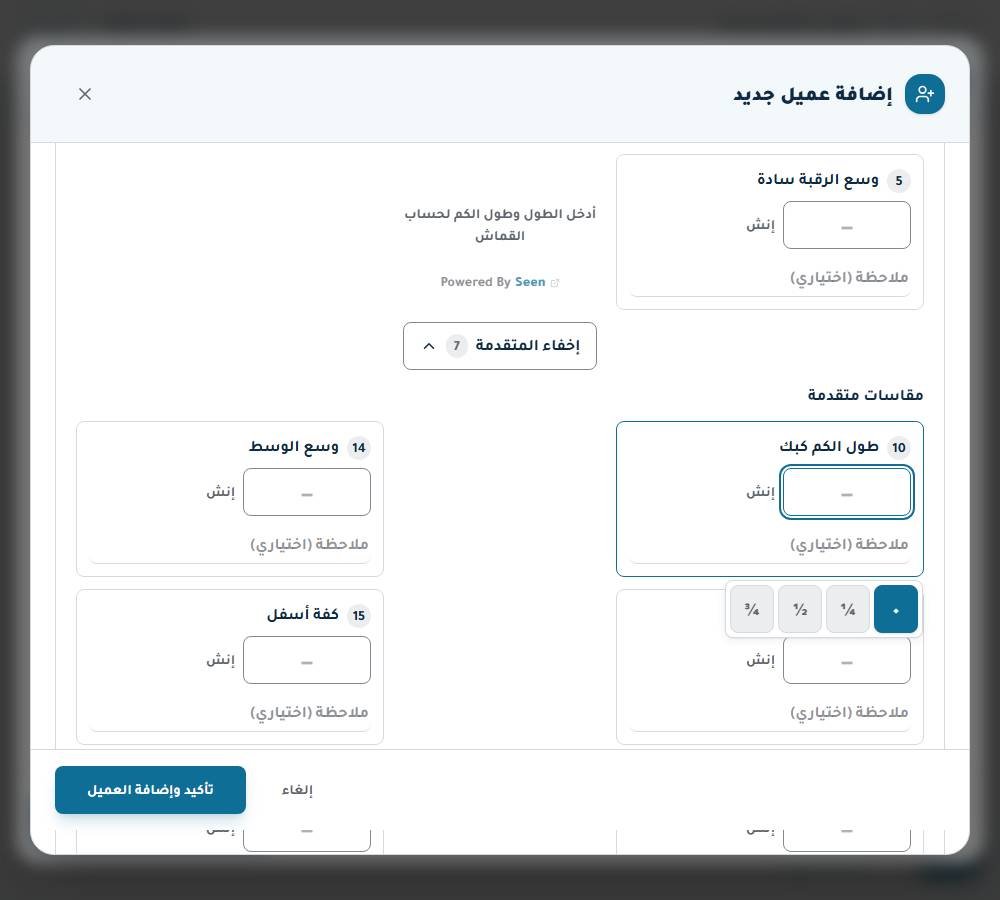 إضافة عميل جديد
5 وسع الرقبة سادة
– إنش
ملاحظة (اختياري)
أدخل الطول وطول الكم لحساب
القماش
Powered By Seen
إخفاء المتقدمة 7
مقاسات متقدمة
10 طول الكم كبك
– إنش
ملاحظة (اختياري)
14 وسع الوسط
– إنش
ملاحظة (اختياري)
٠ ¼ ½ ¾
– إنش
ملاحظة (اختياري)
15 كفة أسفل
– إنش
ملاحظة (اختياري)
إلغاء
تأكيد وإضافة العميل
– إنش
– إنش